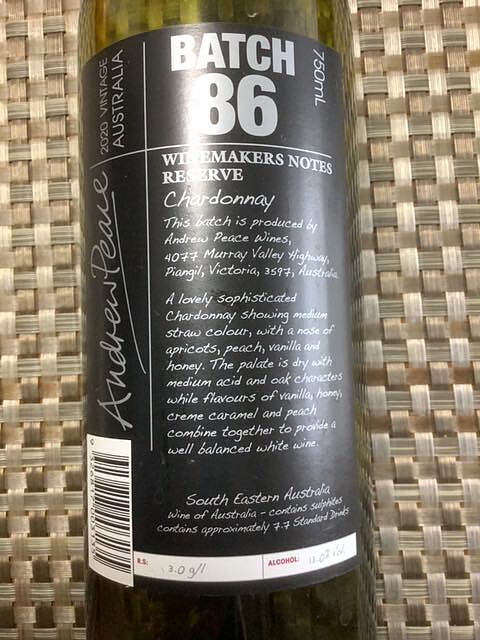 BATCH
86
750mL
2020 VINTAGE
AUSTRALIA
Andrew Peace
WINEMAKERS NOTES
RESERVE
Chardonnay
This batch is produced by
Andrew Peace Wines,
4077 Murray Valley Highway,
Piangil, Victoria, 3597, Australia.
A lovely sophisticated
Chardonnay showing medium
straw colour, with a nose of
apricots, peach, vanilla and
honey. The palate is dry with
medium acid and oak characters
while flavours of vanilla, honey,
creme caramel and peach
combine together to provide a
well balanced white wine.
South Eastern Australia
Wine of Australia - contains sulphites
contains approximately 7.7 Standard Drinks
R.S: 3.0 g/l
ALCOHOL: Vol.